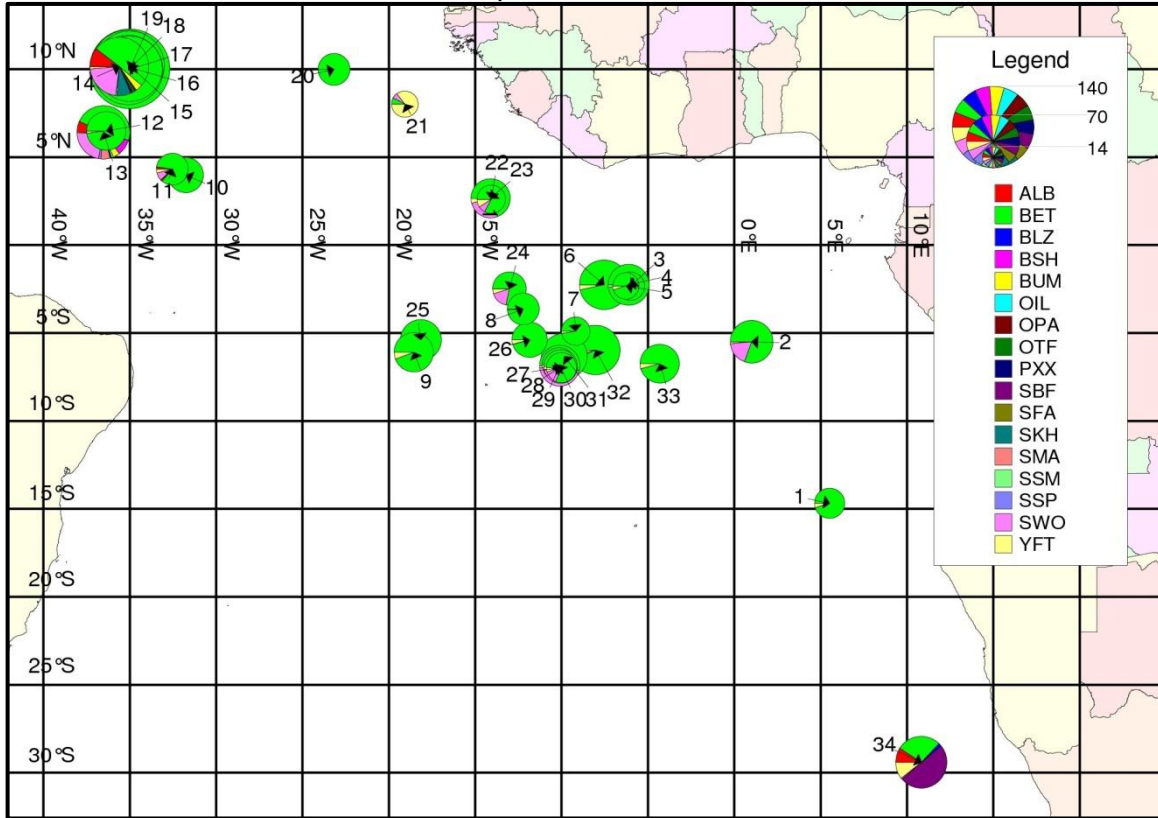 19
18
10°N
17
14
16
20
15
21
12
5°N
13
11
10
22
23
40°W
35°W
30°W
25°W
20°W
15°W
0°E
5°E
10°E
6
3
4
5
24
7
8
5°S
25
26
2
9
27
28
29
30
31
32
33
10°S
1
15°S
20°S
25°S
34
30°S
Legend
140
70
14
ALB
BET
BLZ
BSH
BUM
OIL
OPA
OTF
PXX
SBF
SFA
SKH
SMA
SSM
SSP
SWO
YFT